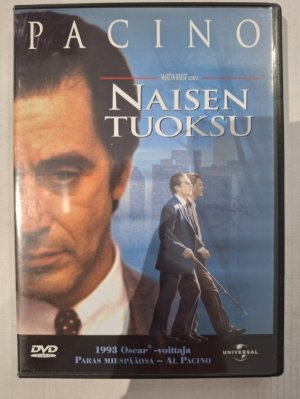 PACINO
NAISEN
TUOKSU
1993 Oscar® -voittaja
PARAS MIESPÄÄOSA – AL PACINO
DVD
VIDEO
UNIVERSAL